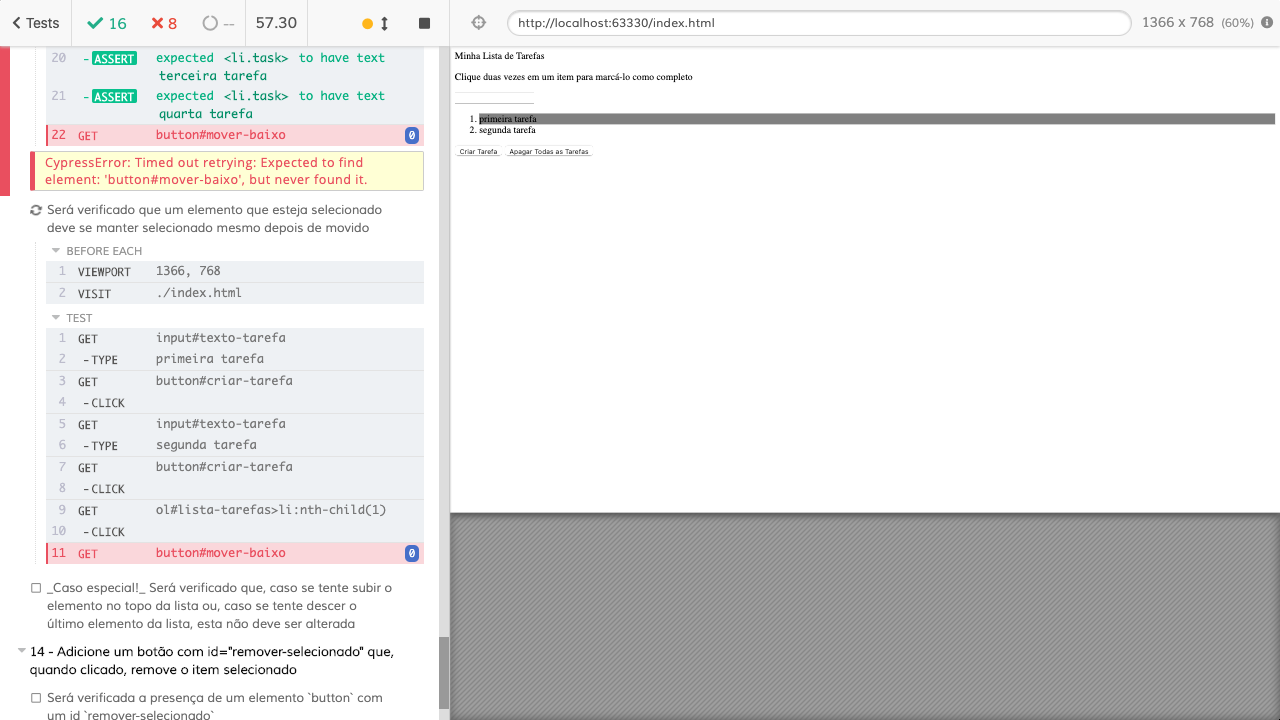 Tests
16
8
--
57.30
http://localhost:63330/index.html
1366 x 768 (60%)
20 -ASSERT expected <li.task> to have text
terceira tarefa
21 -ASSERT expected <li.task> to have text
quarta tarefa
22 GET button#mover-baixo 0
CypressError: Timed out retrying: Expected to find
element: 'button#mover-baixo', but never found it.
Será verificado que um elemento que esteja selecionado
deve se manter selecionado mesmo depois de movido
BEFORE EACH
1 VIEWPORT 1366, 768
2 VISIT ./index.html
TEST
1 GET input#texto-tarefa
2 -TYPE primeira tarefa
3 GET button#criar-tarefa
4 -CLICK
5 GET input#texto-tarefa
6 -TYPE segunda tarefa
7 GET button#criar-tarefa
8 -CLICK
9 GET ol#lista-tarefas>li:nth-child(1)
10 -CLICK
11 GET button#mover-baixo 0
_Caso especial!_ Será verificado que, caso se tente subir o
elemento no topo da lista ou, caso se tente descer o
último elemento da lista, esta não deve ser alterada
14 - Adicione um botão com id="remover-selecionado" que,
quando clicado, remove o item selecionado
Será verificada a presença de um elemento `button` com
um id `remover-selecionado`
Minha Lista de Tarefas
Clique duas vezes em um item para marcá-lo como completo
1. primeira tarefa
2. segunda tarefa
Criar Tarefa Apagar Todas as Tarefas